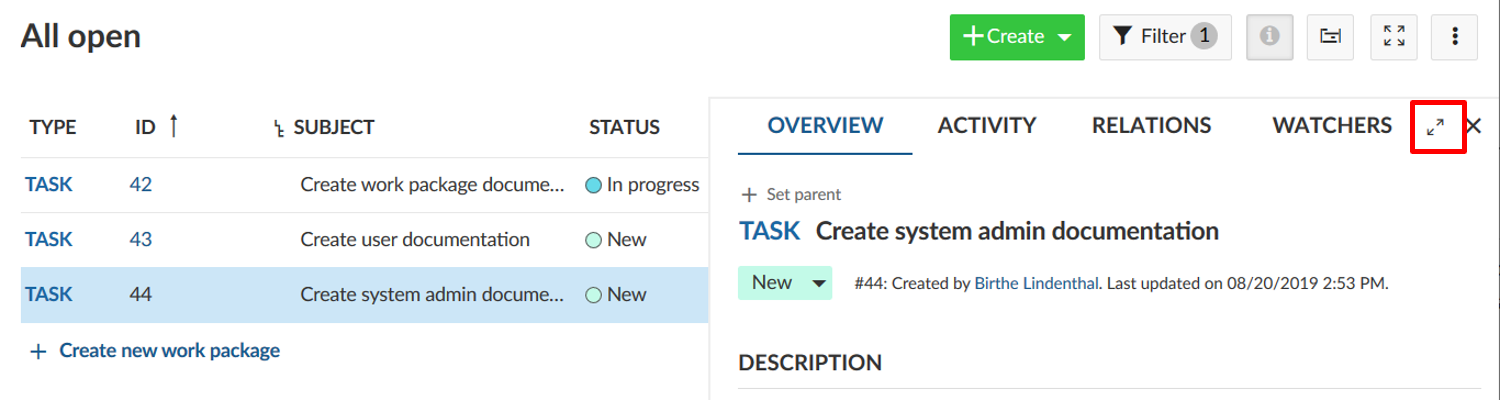 All open
Create
Filter 1
TYPE ID SUBJECT STATUS
TASK 42 Create work package docume... In progress
TASK 43 Create user documentation New
TASK 44 Create system admin docume... New
Create new work package
OVERVIEW ACTIVITY RELATIONS WATCHERS
Set parent
TASK Create system admin documentation
New #44: Created by Birthe Lindenthal. Last updated on 08/20/2019 2:53 PM.
DESCRIPTION